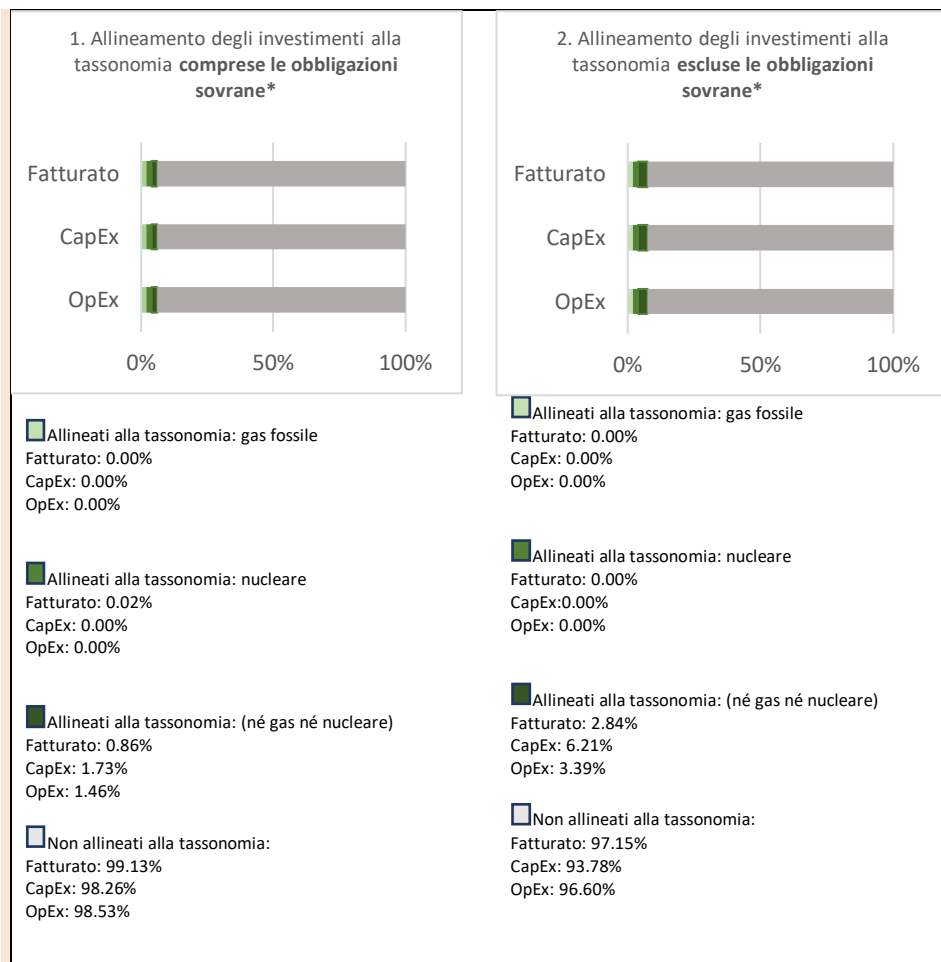 1. Allineamento degli investimenti alla
tassonomia comprese le obbligazioni
sovrane*
Fatturato
CapEx
OpEx
0% 50% 100%
Allineati alla tassonomia: gas fossile
Fatturato: 0.00%
CapEx: 0.00%
OpEx: 0.00%
Allineati alla tassonomia: nucleare
Fatturato: 0.02%
CapEx: 0.00%
OpEx: 0.00%
Allineati alla tassonomia: (né gas né nucleare)
Fatturato: 0.86%
CapEx: 1.73%
OpEx: 1.46%
Non allineati alla tassonomia:
Fatturato: 99.13%
CapEx: 98.26%
OpEx: 98.53%
2. Allineamento degli investimenti alla
tassonomia escluse le obbligazioni
sovrane*
Fatturato
CapEx
OpEx
0% 50% 100%
Allineati alla tassonomia: gas fossile
Fatturato: 0.00%
CapEx: 0.00%
OpEx: 0.00%
Allineati alla tassonomia: nucleare
Fatturato: 0.00%
CapEx:0.00%
OpEx: 0.00%
Allineati alla tassonomia: (né gas né nucleare)
Fatturato: 2.84%
CapEx: 6.21%
OpEx: 3.39%
Non allineati alla tassonomia:
Fatturato: 97.15%
CapEx: 93.78%
OpEx: 96.60%